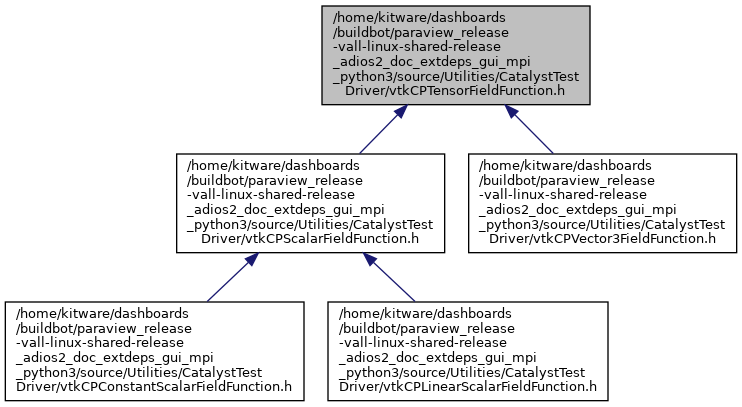 /home/kitware/dashboards
/buildbot/paraview_release
-vall-linux-shared-release
_adios2_doc_extdeps_gui_mpi
_python3/source/Utilities/CatalystTest
Driver/vtkCPTensorFieldFunction.h
/home/kitware/dashboards
/buildbot/paraview_release
-vall-linux-shared-release
_adios2_doc_extdeps_gui_mpi
_python3/source/Utilities/CatalystTest
Driver/vtkCPScalarFieldFunction.h
/home/kitware/dashboards
/buildbot/paraview_release
-vall-linux-shared-release
_adios2_doc_extdeps_gui_mpi
_python3/source/Utilities/CatalystTest
Driver/vtkCPVector3FieldFunction.h
/home/kitware/dashboards
/buildbot/paraview_release
-vall-linux-shared-release
_adios2_doc_extdeps_gui_mpi
_python3/source/Utilities/CatalystTest
Driver/vtkCPConstantScalarFieldFunction.h
/home/kitware/dashboards
/buildbot/paraview_release
-vall-linux-shared-release
_adios2_doc_extdeps_gui_mpi
_python3/source/Utilities/CatalystTest
Driver/vtkCPLinearScalarFieldFunction.h